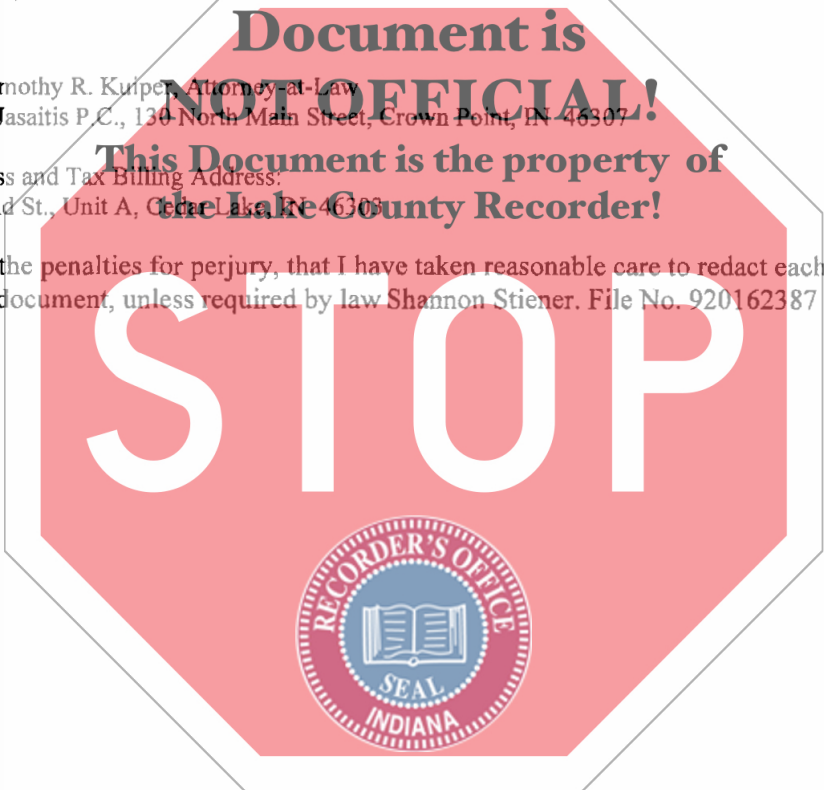 Document is
mothy R. Kuiper, Attorney-at-Law
NOT OFFICIAL!
Jasaitis P.C., 130 North Main Street, Crown Point, IN 46307
This Document is the property of
ss and Tax Billing Address:
d St., Unit A, Cedar Lake, IN 46303
the Lake County Recorder!
the penalties for perjury, that I have taken reasonable care to redact each
document, unless required by law Shannon Stiener. File No. 920162387
STOP
RECORDER'S OFFICE
SEAL
INDIANA